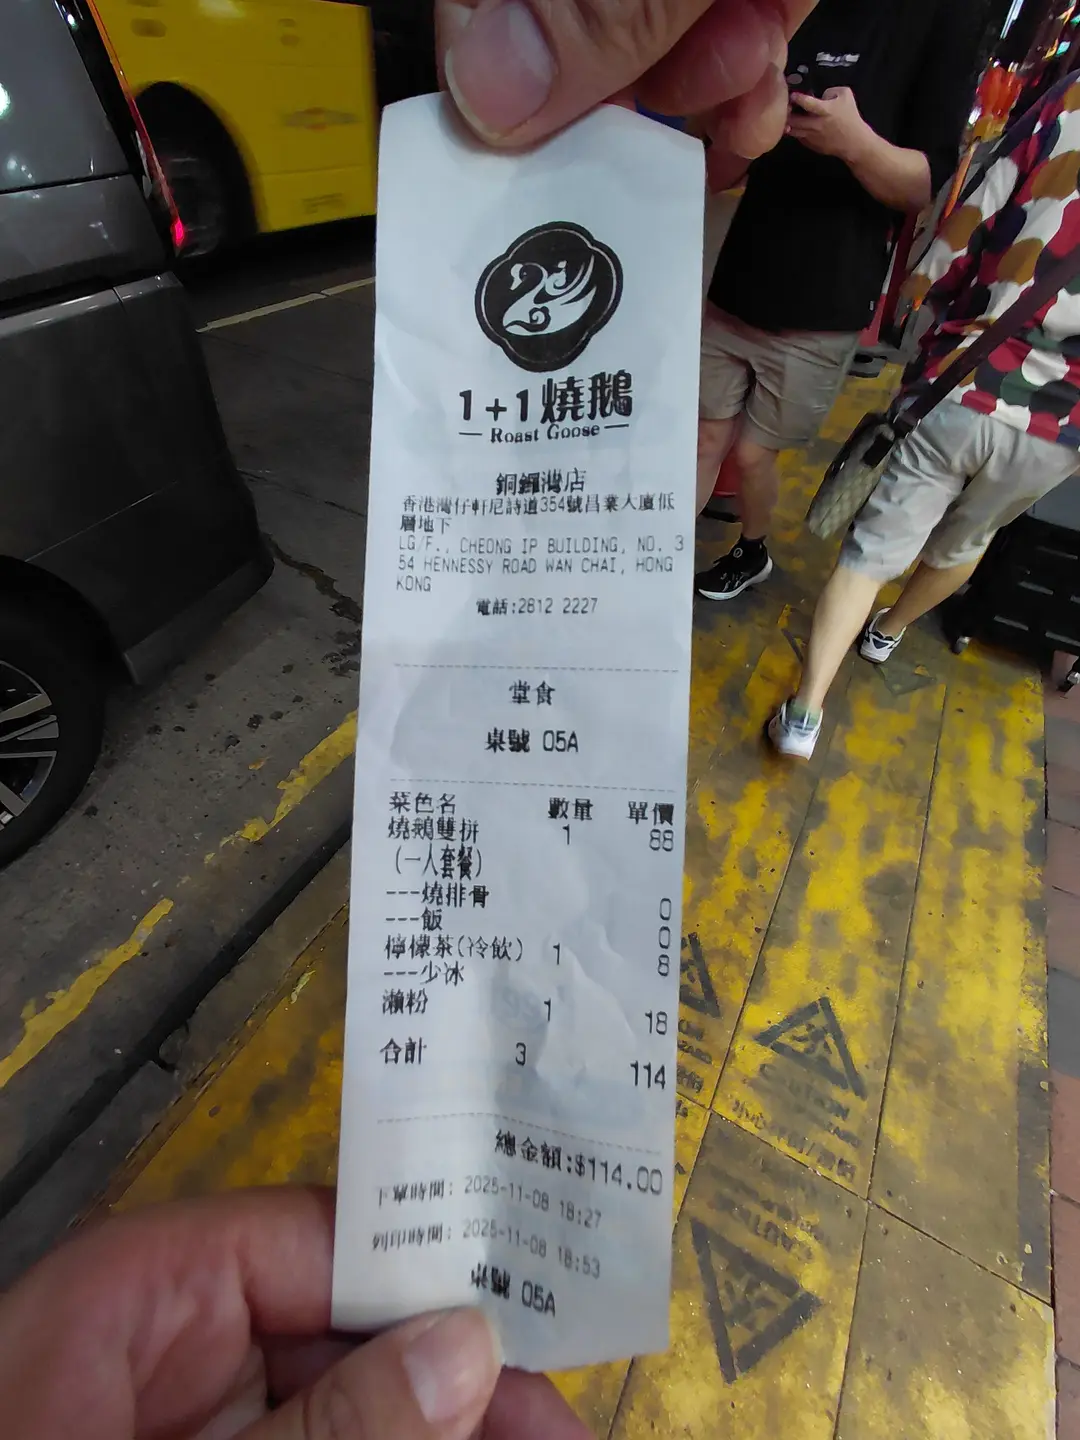 1+1燒鵝
Roast Goose
銅鑼灣店
香港灣仔軒尼詩道354號昌業大廈低
層地下
LG/F., CHEONG IP BUILDING, NO. 3
54 HENNESSY ROAD WAN CHAI, HONG
KONG
電話:2812 2227
堂食
桌號 05A
菜色名 數量 單價
燒鵝雙拼 1 88
(一人套餐)
---燒排骨 0
---飯 0
檸檬茶(冷飲) 1 8
---少冰
瀨粉 1 18
合計 3 114
總金額:$114.00
下單時間: 2025-11-08 18:27
列印時間: 2025-11-08 18:53
05A
CAUTION